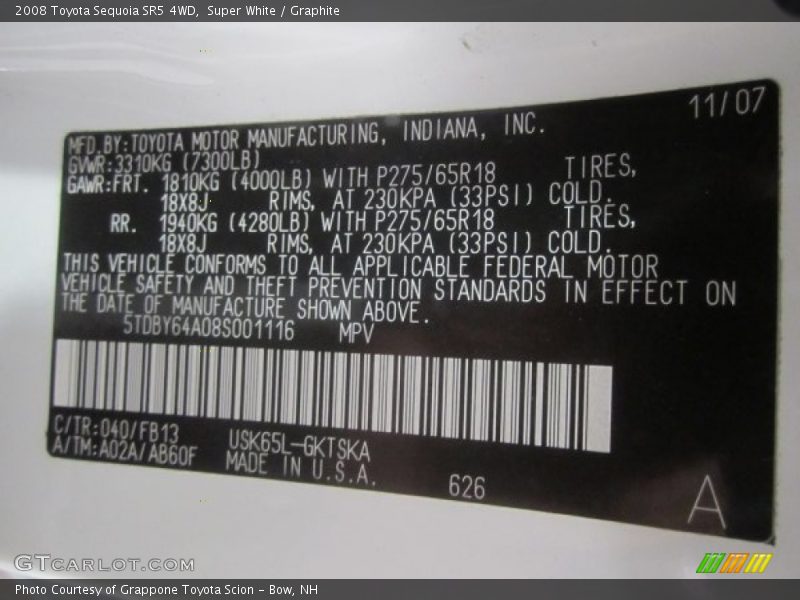 2008 Toyota Sequoia SR5 4WD, Super White / Graphite
11/07
MFD.BY:TOYOTA MOTOR MANUFACTURING, INDIANA, INC.
GVWR:3310KG (7300LB)
GAWR:FRT. 1810KG (4000LB) WITH P275/65R18 TIRES,
18X8J RIMS, AT 230KPA (33PSI) COLD.
RR. 1940KG (4280LB) WITH P275/65R18 TIRES,
18X8J RIMS, AT 230KPA (33PSI) COLD.
THIS VEHICLE CONFORMS TO ALL APPLICABLE FEDERAL MOTOR
VEHICLE SAFETY AND THEFT PREVENTION STANDARDS IN EFFECT ON
THE DATE OF MANUFACTURE SHOWN ABOVE.
5TDBY64A08S001116 MPV
C/TR:040/FB13 USK65L-GKTSKA
A/TM:A02A/AB60F MADE IN U.S.A. 626
A
GTCARLOT.COM
Photo Courtesy of Grappone Toyota Scion - Bow, NH